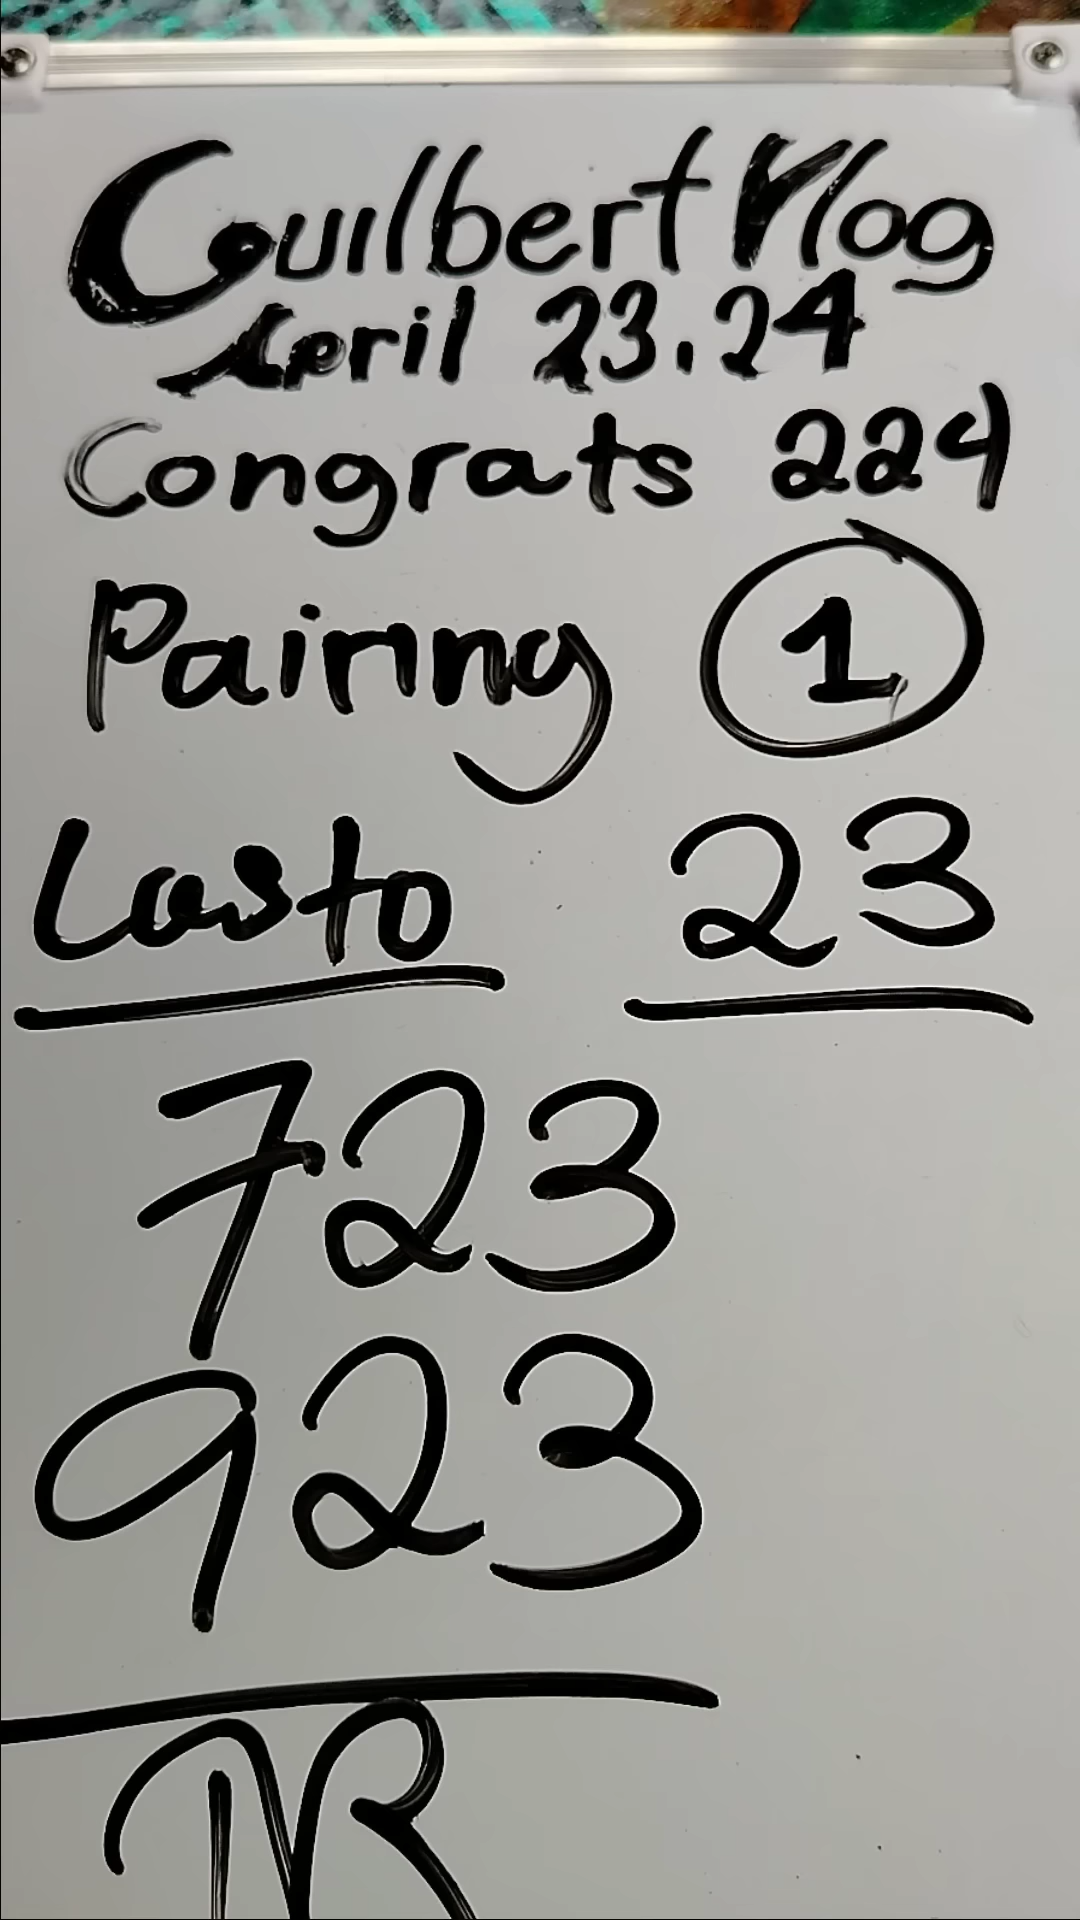 Guilbert Vlog
April 23.24
Congrats 224
Pairing 1
Lasto 23
723
923